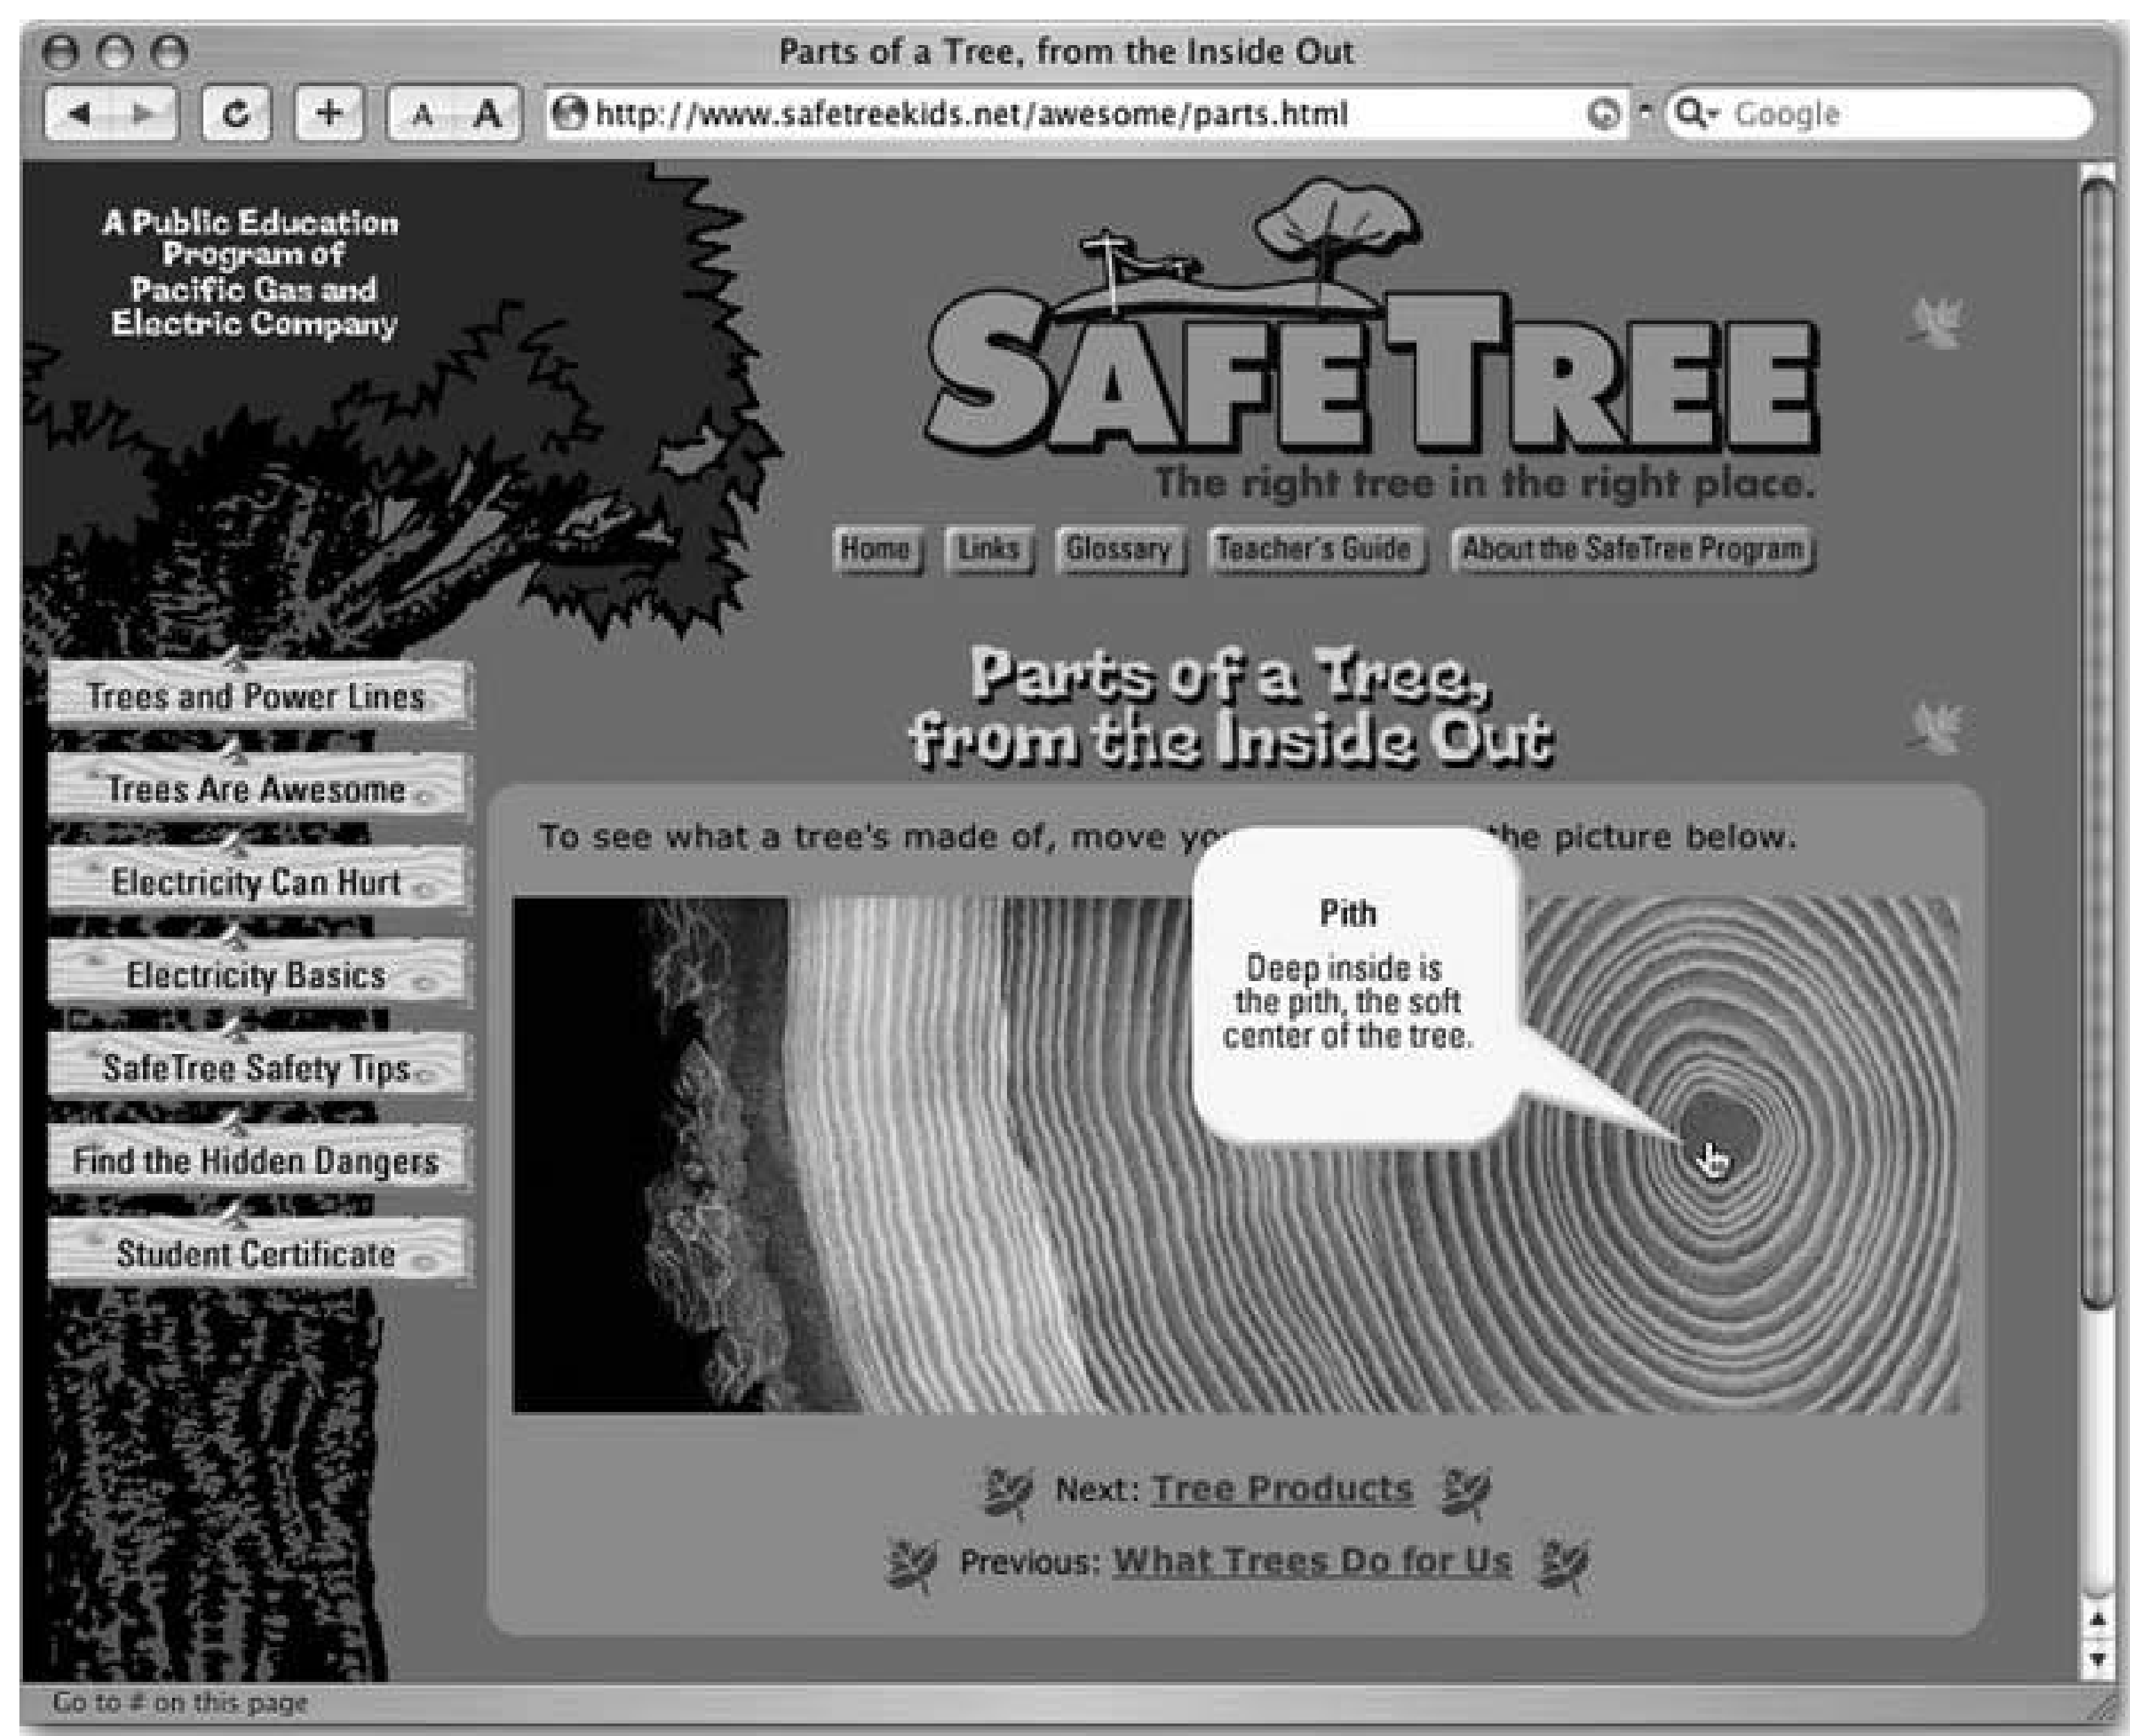 Parts of a Tree, from the Inside Out
A A http://www.safetreekids.net/awesome/parts.html Google
A Public Education
Program of
Pacific Gas and
Electric Company
SAFETREE
The right tree in the right place.
Home Links Glossary Teacher's Guide About the SafeTree Program
Parts of a Tree,
from the Inside Out
Trees and Power Lines
Trees Are Awesome
Electricity Can Hurt
Electricity Basics
SafeTree Safety Tips
Find the Hidden Dangers
Student Certificate
To see what a tree's made of, move the picture below.
Pith
Deep inside is
the pith, the soft
center of the tree.
Next: Tree Products
Previous: What Trees Do for Us
Go to # on this page